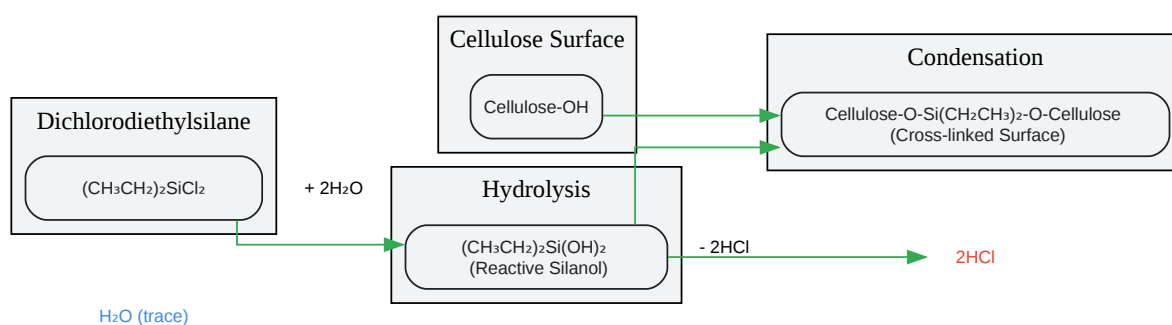 Cellulose Surface
Cellulose-OH
Condensation
Cellulose-O-Si(CH₂CH₃)₂-O-Cellulose
(Cross-linked Surface)
Dichlorodiethylsilane
(CH₃CH₂)₂SiCl₂
+ 2H₂O
Hydrolysis
(CH₃CH₂)₂Si(OH)₂
(Reactive Silanol)
- 2HCl
2HCl
H₂O (trace)